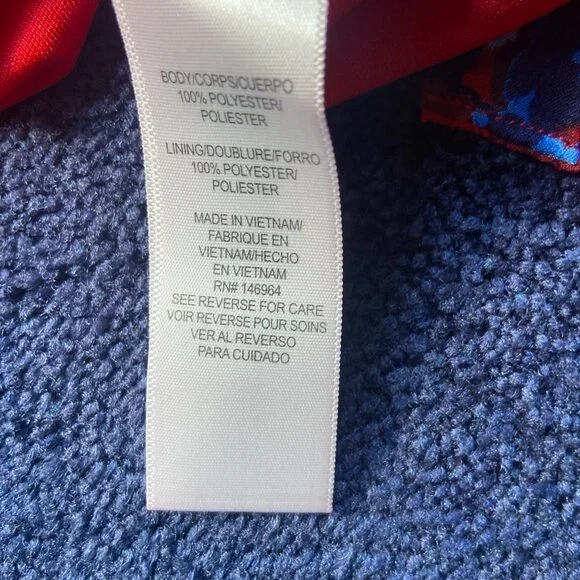 BODY/CORPS/CUERPO
100% POLYESTER/
POLIESTER
LINING/DOUBLURE/FORRO
100% POLYESTER/
POLIESTER
MADE IN VIETNAM/
FABRIQUE EN
VIETNAM/HECHO
EN VIETNAM
RN# 146964
SEE REVERSE FOR CARE
VOIR REVERSE POUR SOINS
VER AL REVERSO
PARA CUIDADO